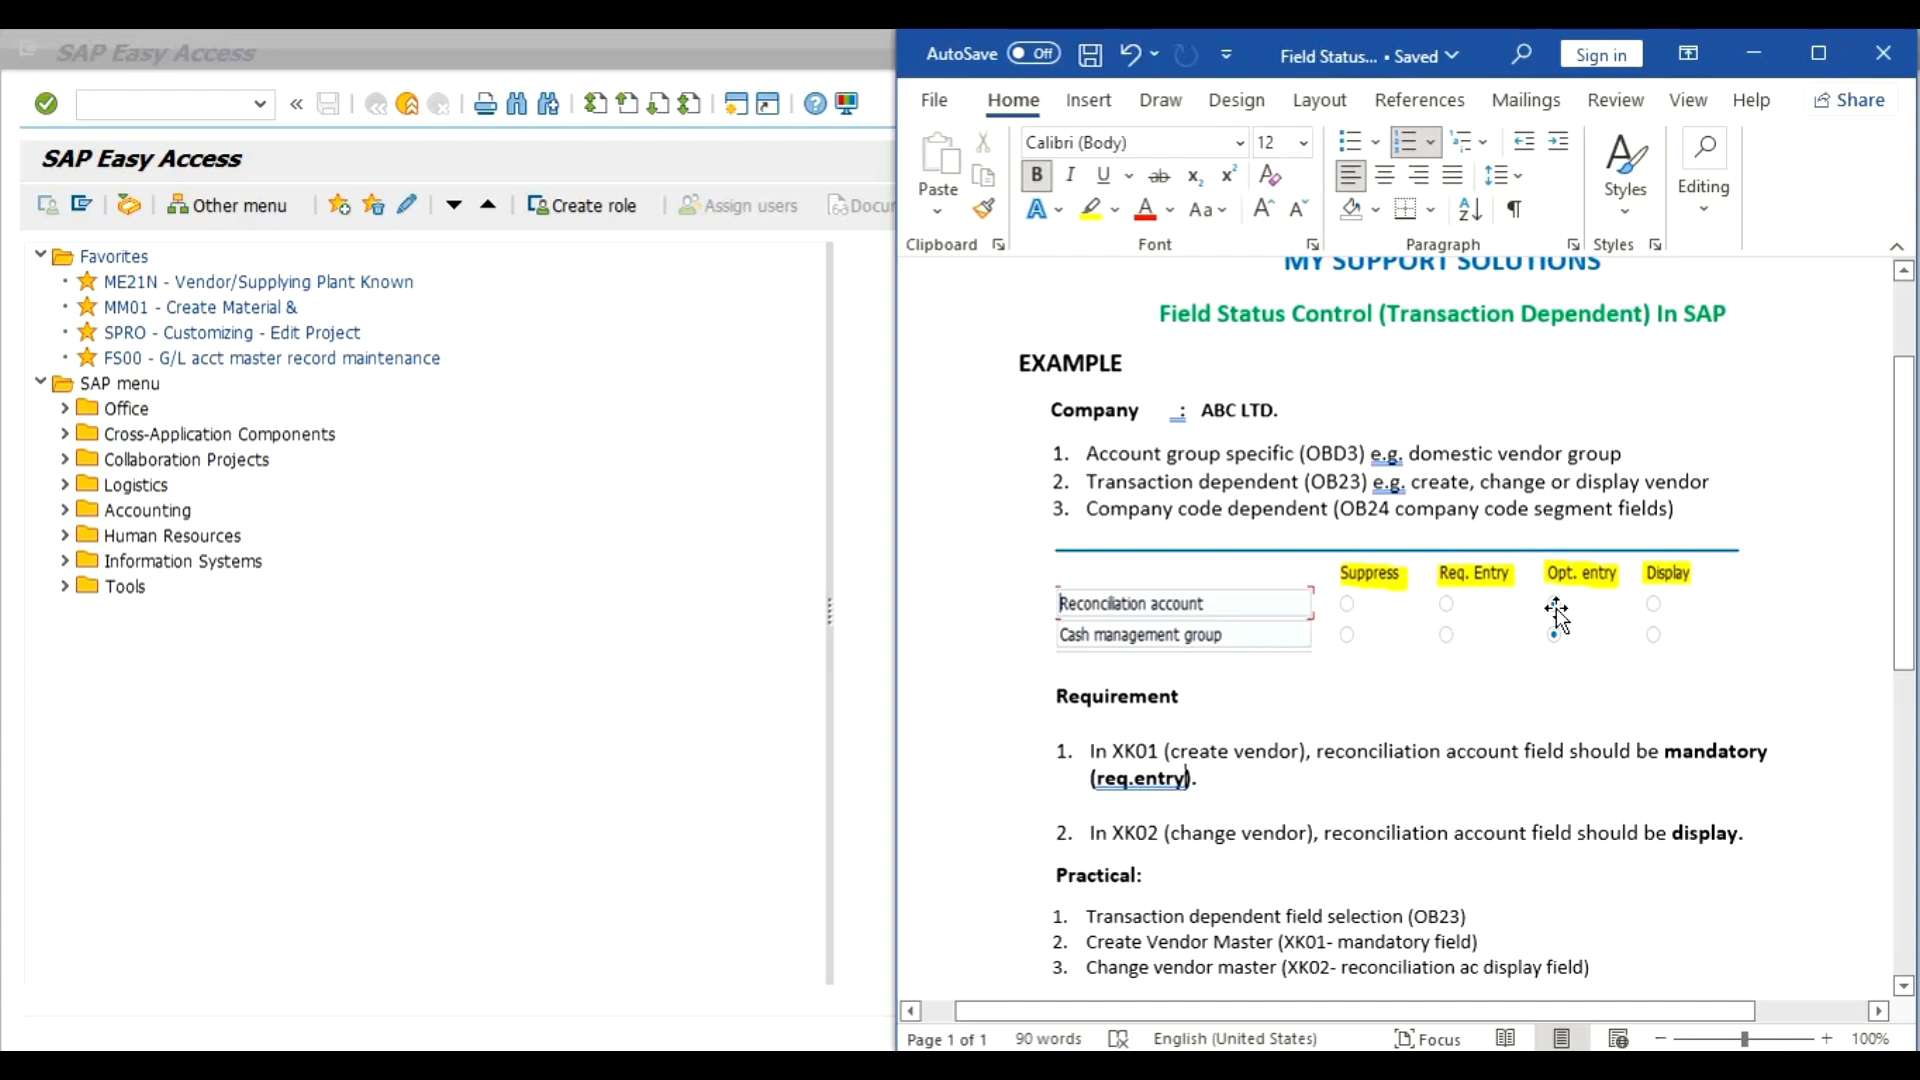 SAP Easy Access
SAP Easy Access
Other menu
Create role
Assign users
Docur
Favorites
ME21N - Vendor/Supplying Plant Known
MM01 - Create Material &
SPRO - Customizing - Edit Project
FS00 - G/L acct master record maintenance
SAP menu
Office
Cross-Application Components
Collaboration Projects
Logistics
Accounting
Human Resources
Information Systems
Tools
AutoSave Off
Field Status... • Saved
Sign in
File Home Insert Draw Design Layout References Mailings Review View Help Share
Paste
Calibri (Body) 12
Styles
Editing
Clipboard Font Paragraph Styles
MY SUPPORT SOLUTIONS
Field Status Control (Transaction Dependent) In SAP
EXAMPLE
Company : ABC LTD.
1. Account group specific (OBD3) e.g. domestic vendor group
2. Transaction dependent (OB23) e.g. create, change or display vendor
3. Company code dependent (OB24 company code segment fields)
Suppress Req. Entry Opt. entry Display
Reconciliation account
Cash management group
Requirement
1. In XK01 (create vendor), reconciliation account field should be mandatory
(req.entry).
2. In XK02 (change vendor), reconciliation account field should be display.
Practical:
1. Transaction dependent field selection (OB23)
2. Create Vendor Master (XK01- mandatory field)
3. Change vendor master (XK02- reconciliation ac display field)
Page 1 of 1 90 words English (United States) Focus 100%